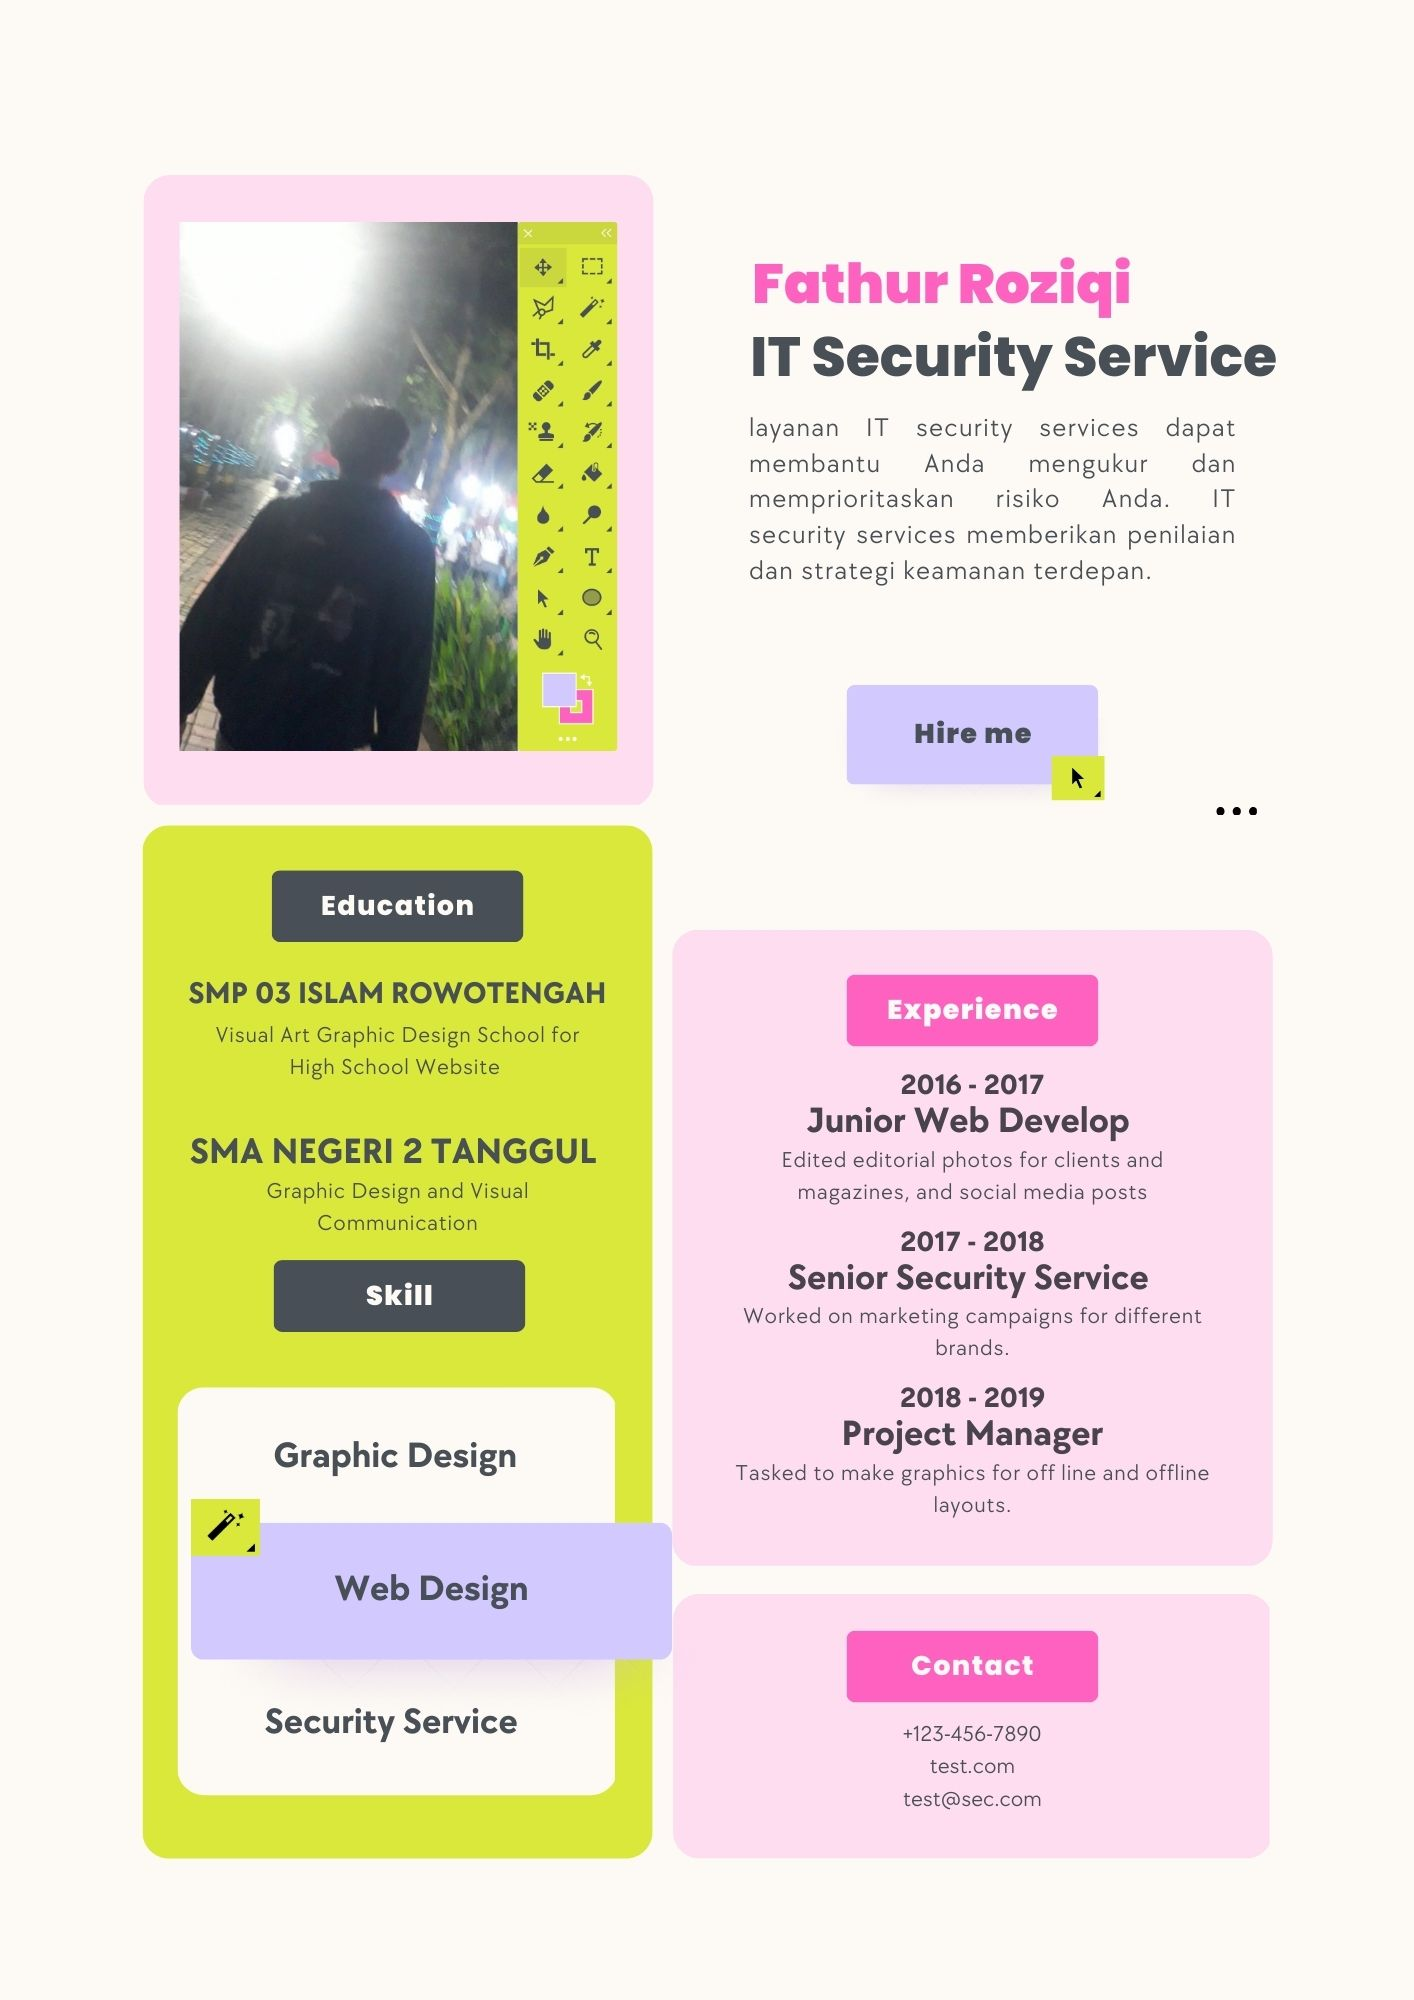 Fathur Roziqi
IT Security Service
layanan IT security services dapat
membantu Anda mengukur dan
memprioritaskan risiko Anda. IT
security services memberikan penilaian
dan strategi keamanan terdepan.
Hire me
Education
SMP 03 ISLAM ROWOTENGAH
Visual Art Graphic Design School for
High School Website
SMA NEGERI 2 TANGGUL
Graphic Design and Visual
Communication
Skill
Graphic Design
Web Design
Security Service
Experience
2016 - 2017
Junior Web Develop
Edited editorial photos for clients and
magazines, and social media posts
2017 - 2018
Senior Security Service
Worked on marketing campaigns for different
brands.
2018 - 2019
Project Manager
Tasked to make graphics for off line and offline
layouts.
Contact
+123-456-7890
test.com
test@sec.com